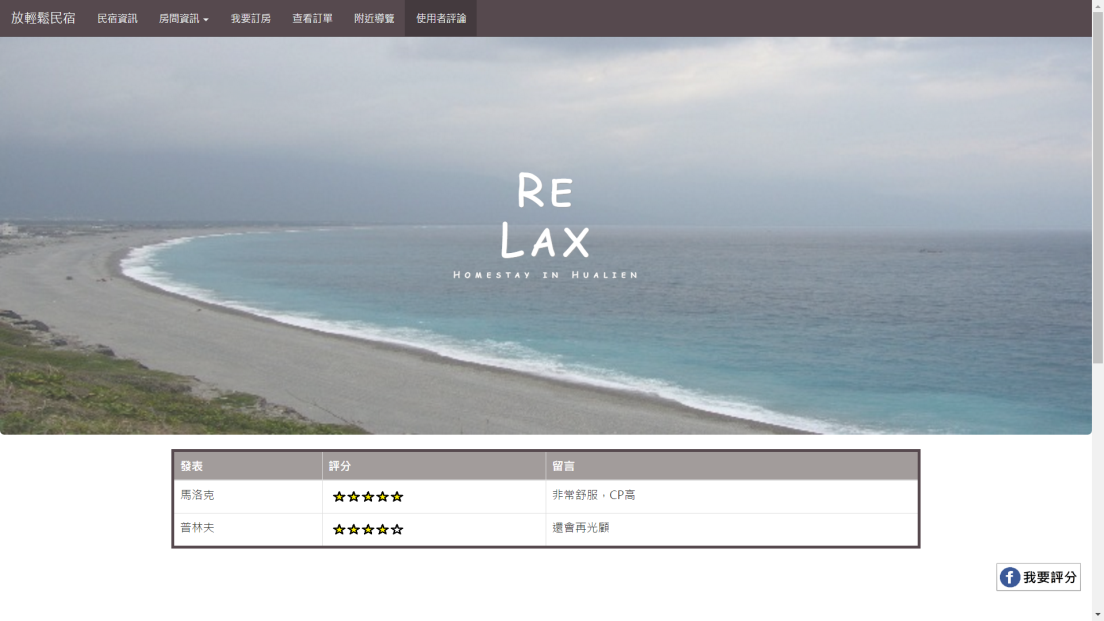 放輕鬆民宿 民宿資訊 房間資訊 我要訂房 查看訂單 附近導覽 使用者評論
RE
LAX
HOMESTAY IN HUALIEN
發表 評分 留言
馬洛克 非常舒服，CP高
普林夫 還會再光顧
f 我要評分